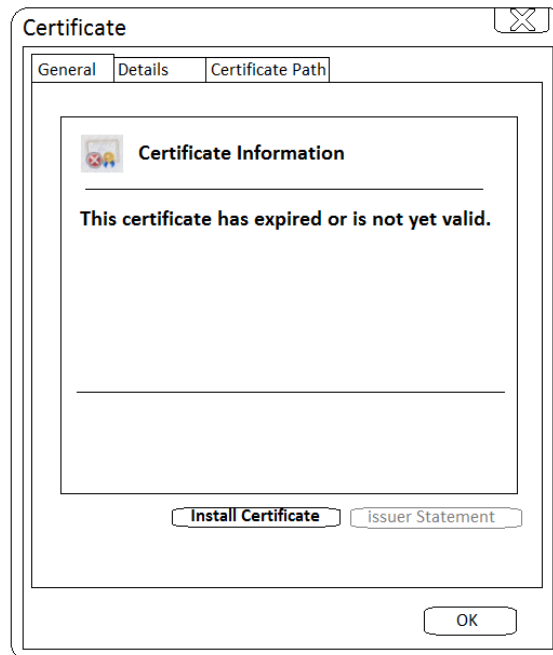 Certificate
General Details Certificate Path
Certificate Information
This certificate has expired or is not yet valid.
Install Certificate issuer Statement
OK